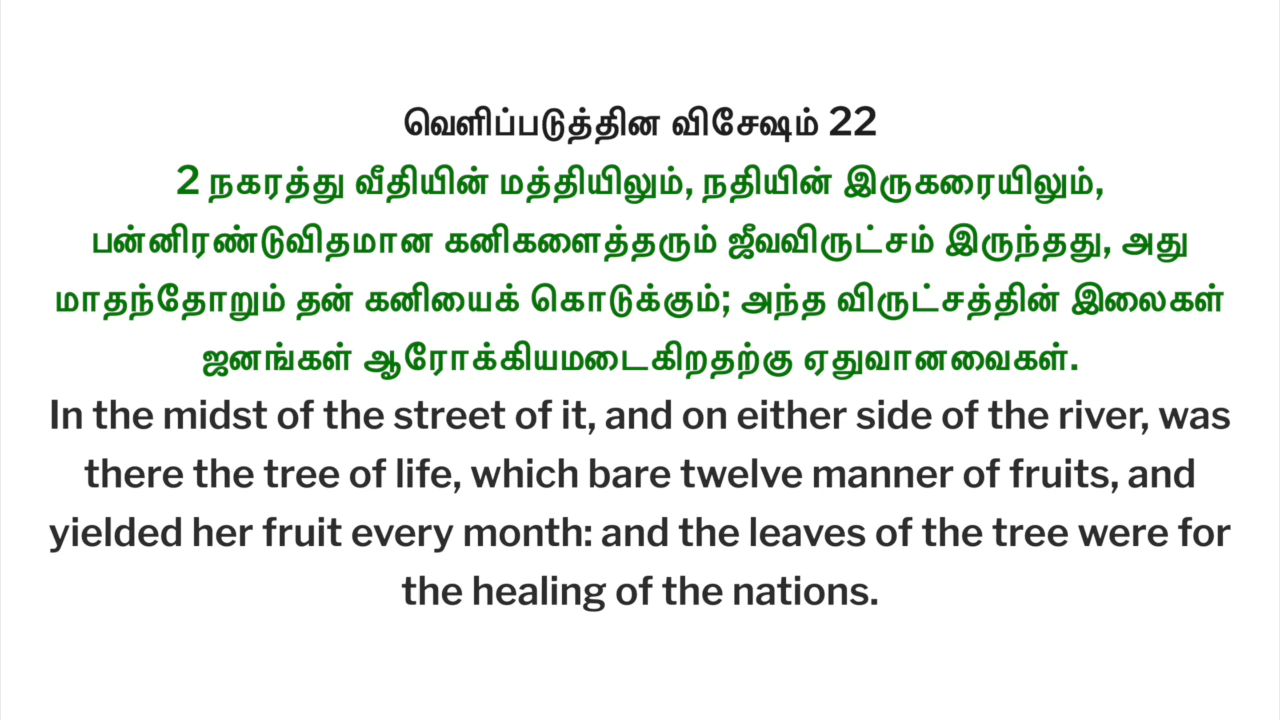 வெளிப்படுத்தின விசேஷம் 22
2 நகரத்து வீதியின் மத்தியிலும், நதியின் இருகரையிலும்,
பன்னிரண்டுவிதமான கனிகளைத்தரும் ஜீவவிருட்சம் இருந்தது, அது
மாதந்தோறும் தன் கனியைக் கொடுக்கும்; அந்த விருட்சத்தின் இலைகள்
ஜனங்கள் ஆரோக்கியமடைகிறதற்கு ஏதுவானவைகள்.
In the midst of the street of it, and on either side of the river, was
there the tree of life, which bare twelve manner of fruits, and
yielded her fruit every month: and the leaves of the tree were for
the healing of the nations.